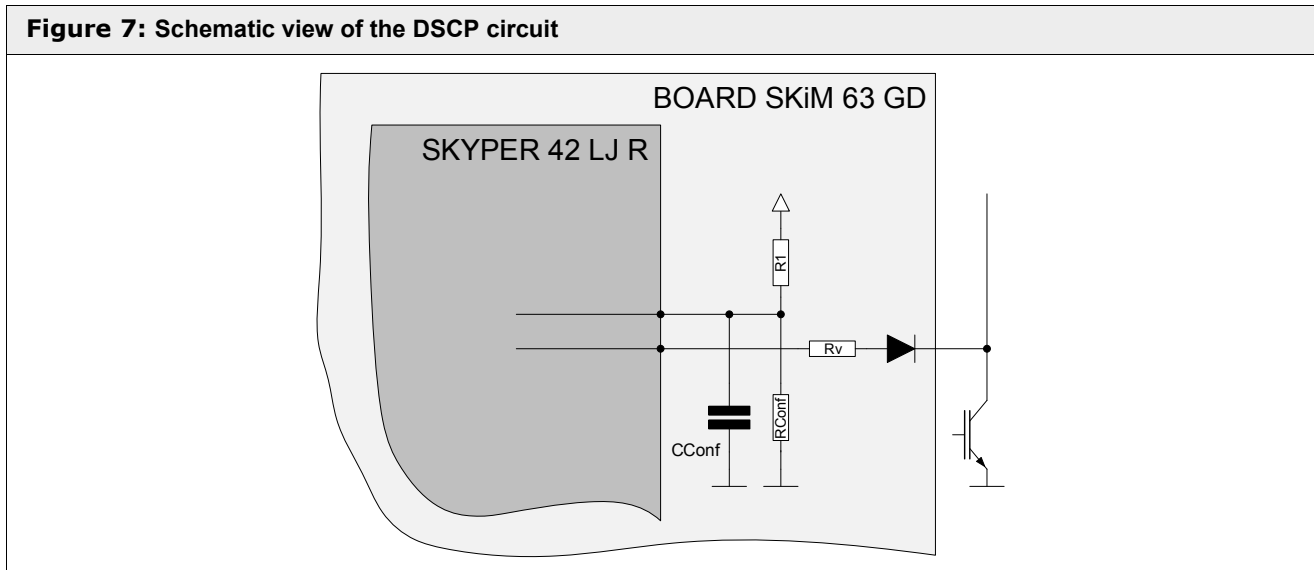 Figure 7: Schematic view of the DSCP circuit
BOARD SKiM 63 GD
SKYPER 42 LJ R
R1
Rv
RConf
CConf